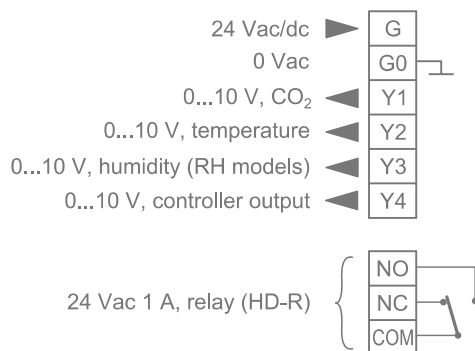 24 Vac/dc G
0 Vac G0
0...10 V, CO₂ Y1
0...10 V, temperature Y2
0...10 V, humidity (RH models) Y3
0...10 V, controller output Y4
NO
24 Vac 1 A, relay (HD-R) NC
COM